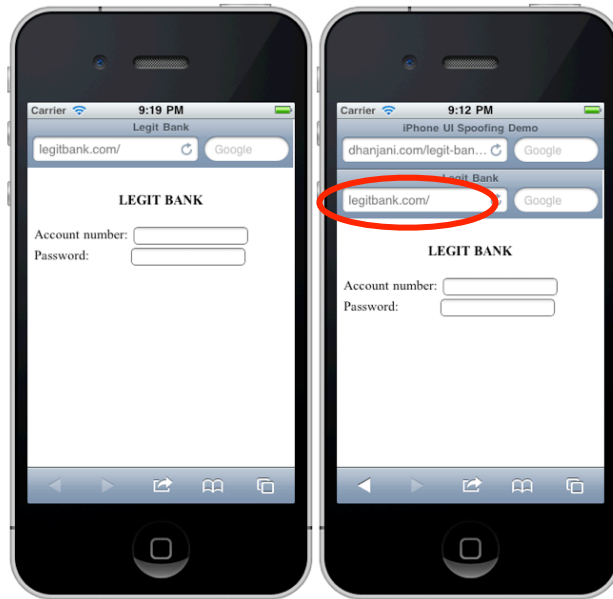 Carrier 9:19 PM
Legit Bank
legitbank.com/ Google
LEGIT BANK
Account number:
Password:
Carrier 9:12 PM
iPhone UI Spoofing Demo
dhanjani.com/legit-ban... Google
Legit Bank
legitbank.com/ Google
LEGIT BANK
Account number:
Password: